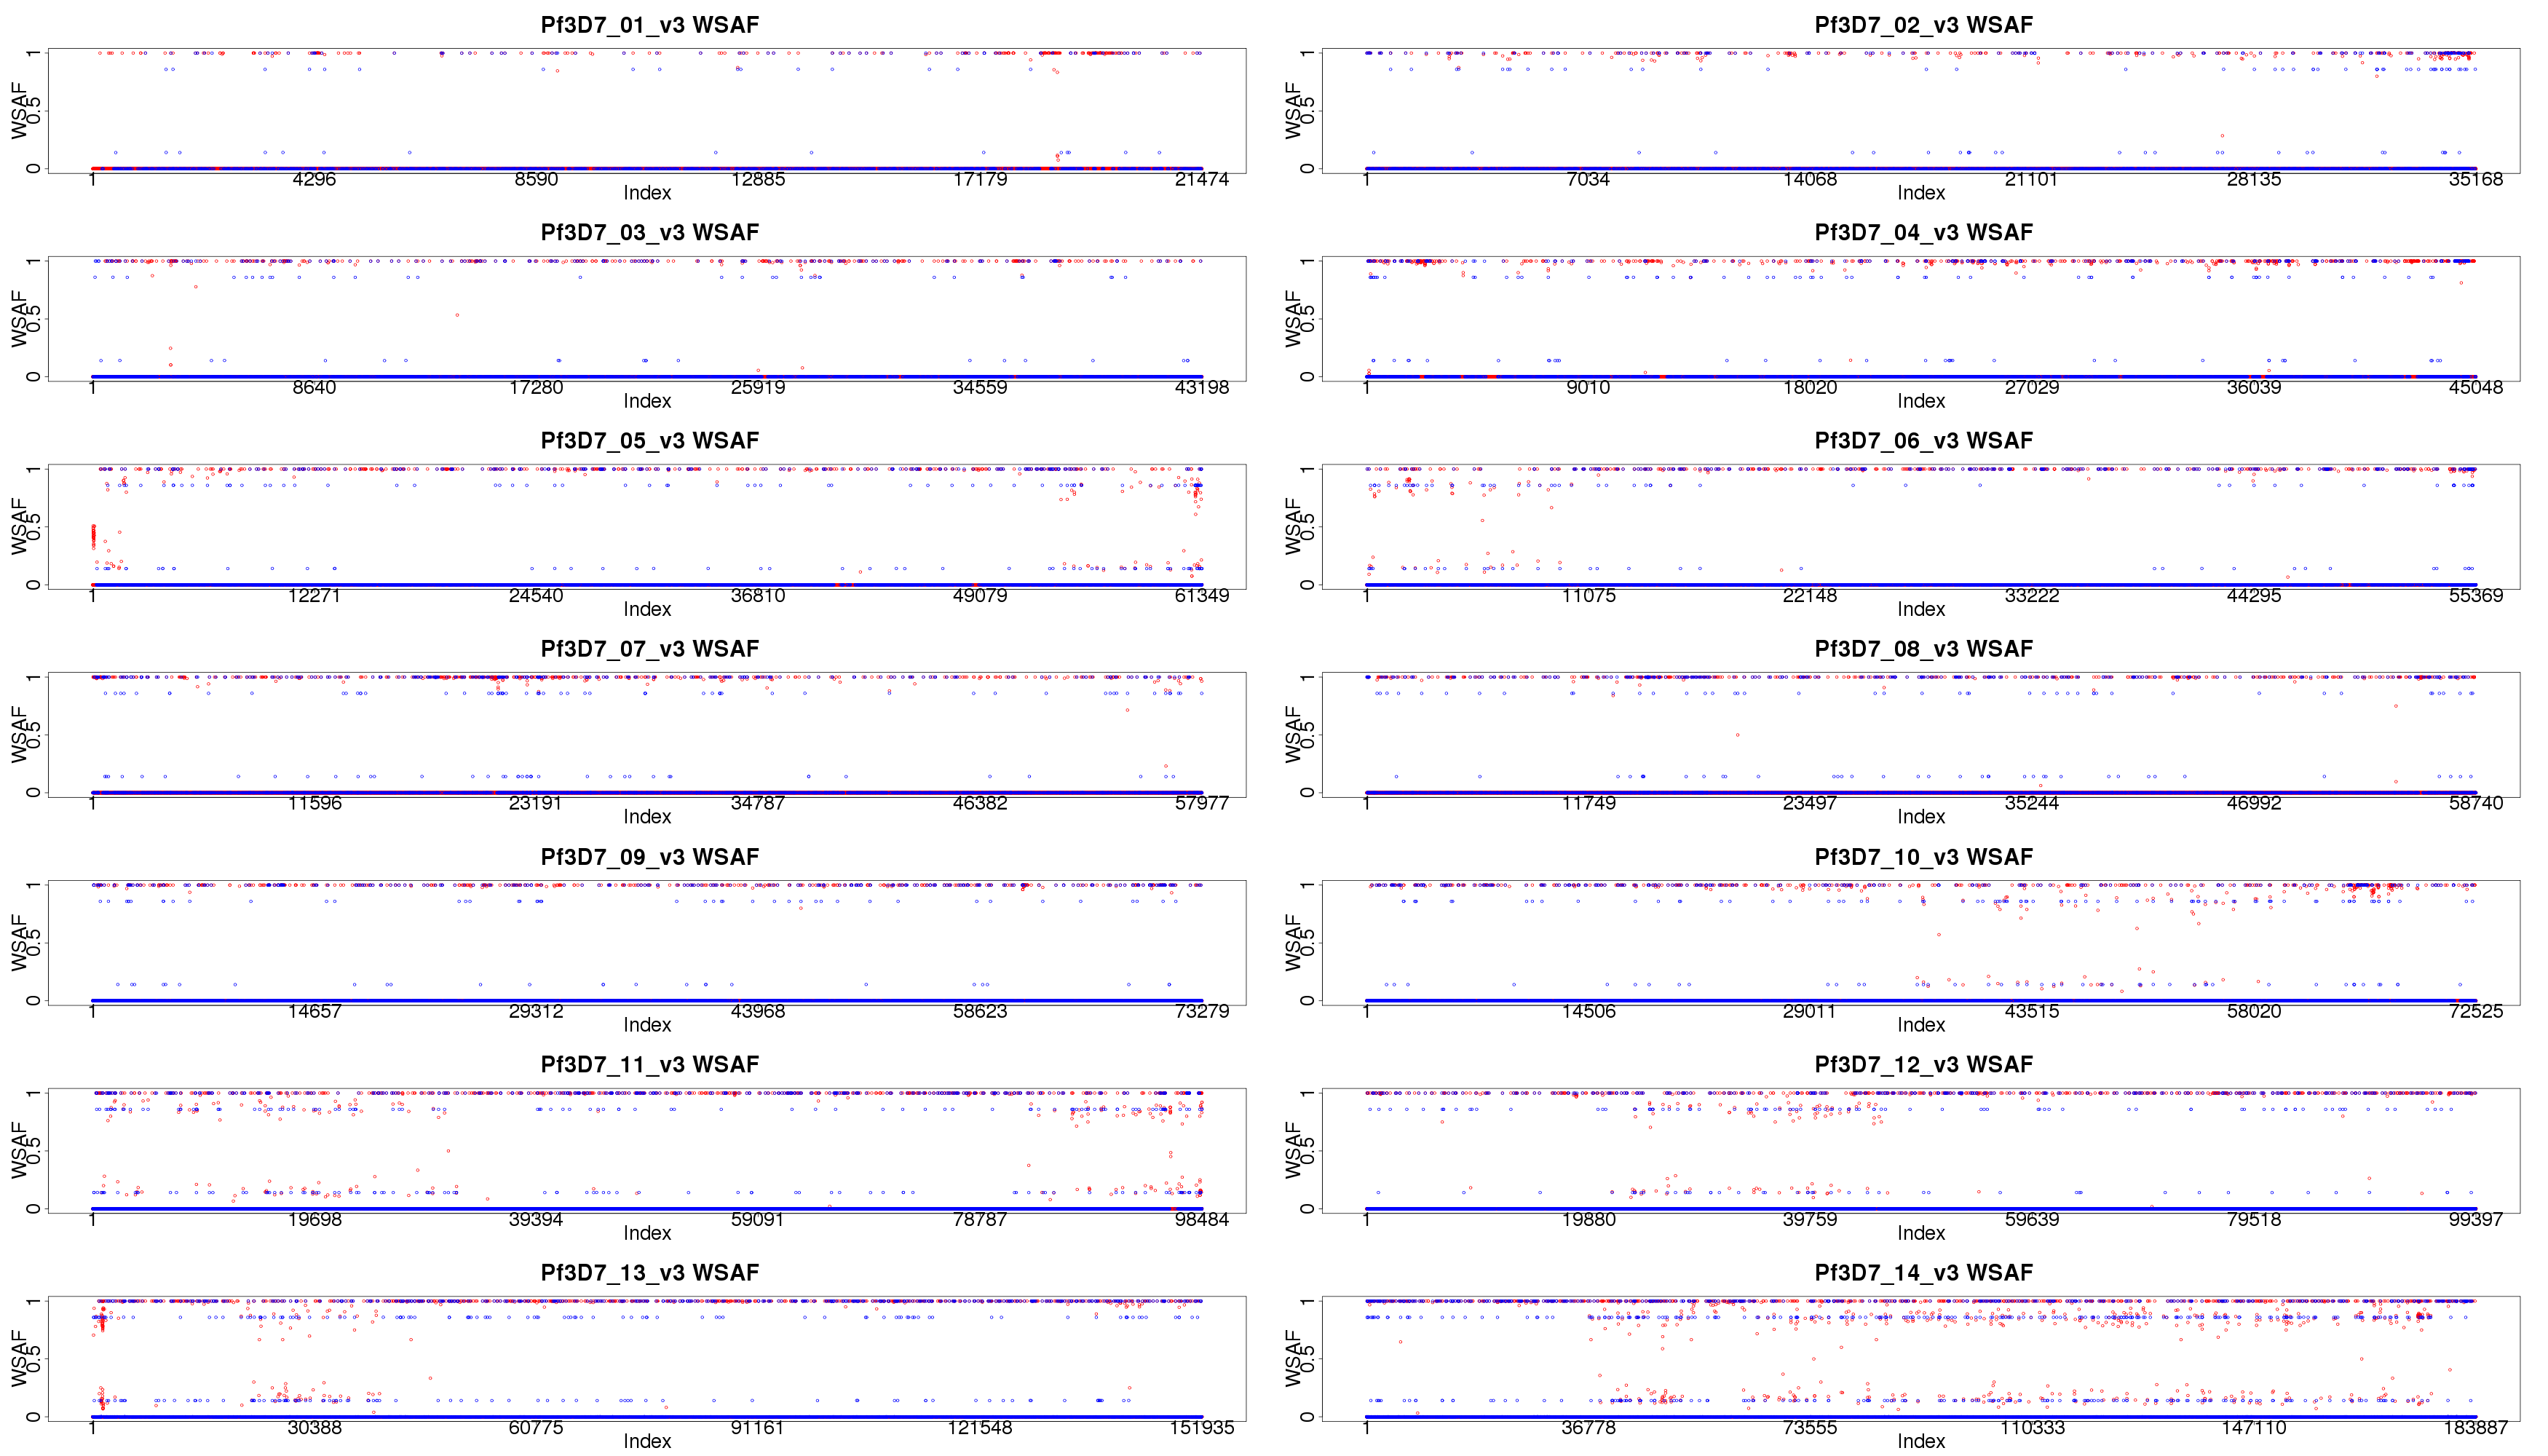 Pf3D7_01_v3 WSAF
WSAF
0 0.5 1
1 4296 8590 12885 17179 21474
Index
Pf3D7_02_v3 WSAF
WSAF
0 0.5 1
1 7034 14068 21101 28135 35168
Index
Pf3D7_03_v3 WSAF
WSAF
0 0.5 1
1 8640 17280 25919 34559 43198
Index
Pf3D7_04_v3 WSAF
WSAF
0 0.5 1
1 9010 18020 27029 36039 45048
Index
Pf3D7_05_v3 WSAF
WSAF
0 0.5 1
1 12271 24540 36810 49079 61349
Index
Pf3D7_06_v3 WSAF
WSAF
0 0.5 1
1 11075 22148 33222 44295 55369
Index
Pf3D7_07_v3 WSAF
WSAF
0 0.5 1
1 11596 23191 34787 46382 57977
Index
Pf3D7_08_v3 WSAF
WSAF
0 0.5 1
1 11749 23497 35244 46992 58740
Index
Pf3D7_09_v3 WSAF
WSAF
0 0.5 1
1 14657 29312 43968 58623 73279
Index
Pf3D7_10_v3 WSAF
WSAF
0 0.5 1
1 14506 29011 43515 58020 72525
Index
Pf3D7_11_v3 WSAF
WSAF
0 0.5 1
1 19698 39394 59091 78787 98484
Index
Pf3D7_12_v3 WSAF
WSAF
0 0.5 1
1 19880 39759 59639 79518 99397
Index
Pf3D7_13_v3 WSAF
WSAF
0 0.5 1
1 30388 60775 91161 121548 151935
Index
Pf3D7_14_v3 WSAF
WSAF
0 0.5 1
1 36778 73555 110333 147110 183887
Index